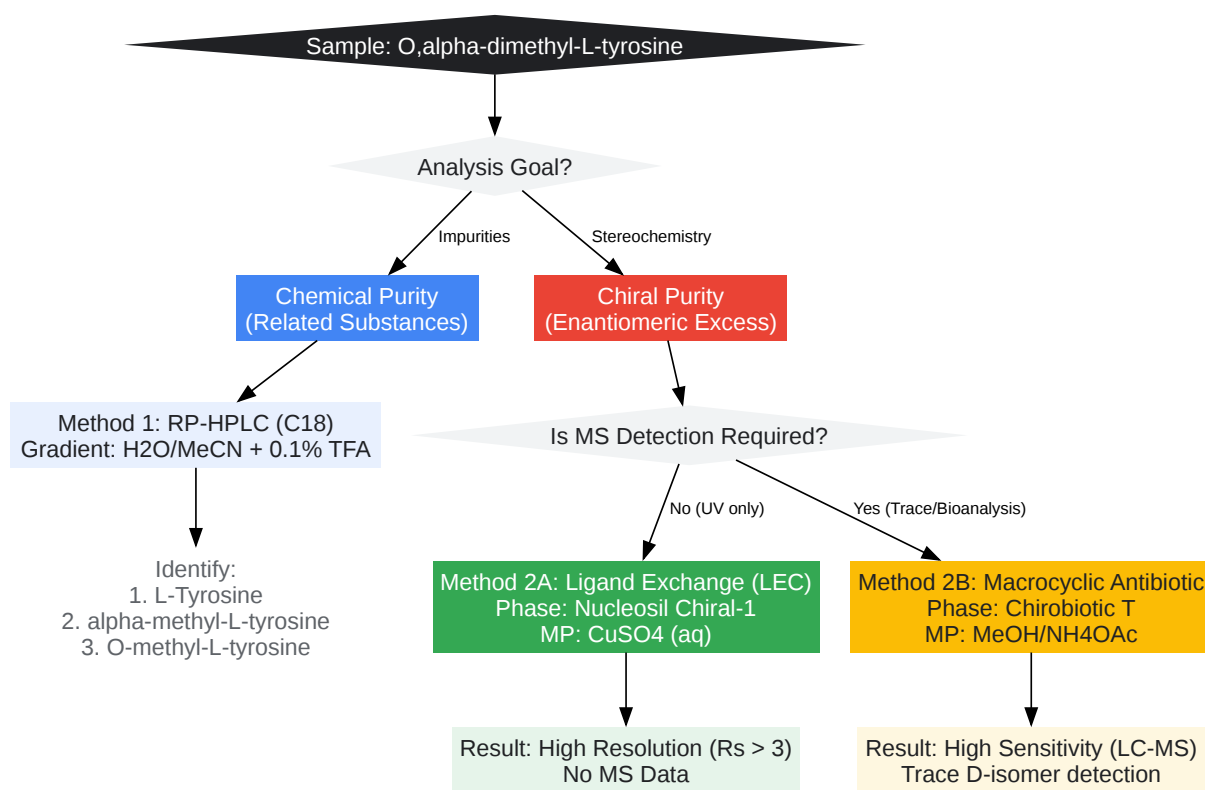 Sample: O,alpha-dimethyl-L-tyrosine
Analysis Goal?
Impurities
Stereochemistry
Chemical Purity
(Related Substances)
Chiral Purity
(Enantiomeric Excess)
Method 1: RP-HPLC (C18)
Gradient: H2O/MeCN + 0.1% TFA
Is MS Detection Required?
No (UV only)
Yes (Trace/Bioanalysis)
Identify:
1. L-Tyrosine
2. alpha-methyl-L-tyrosine
3. O-methyl-L-tyrosine
Method 2A: Ligand Exchange (LEC)
Phase: Nucleosil Chiral-1
MP: CuSO4 (aq)
Method 2B: Macrocyclic Antibiotic
Phase: Chirobiotic T
MP: MeOH/NH4OAc
Result: High Resolution (Rs > 3)
No MS Data
Result: High Sensitivity (LC-MS)
Trace D-isomer detection